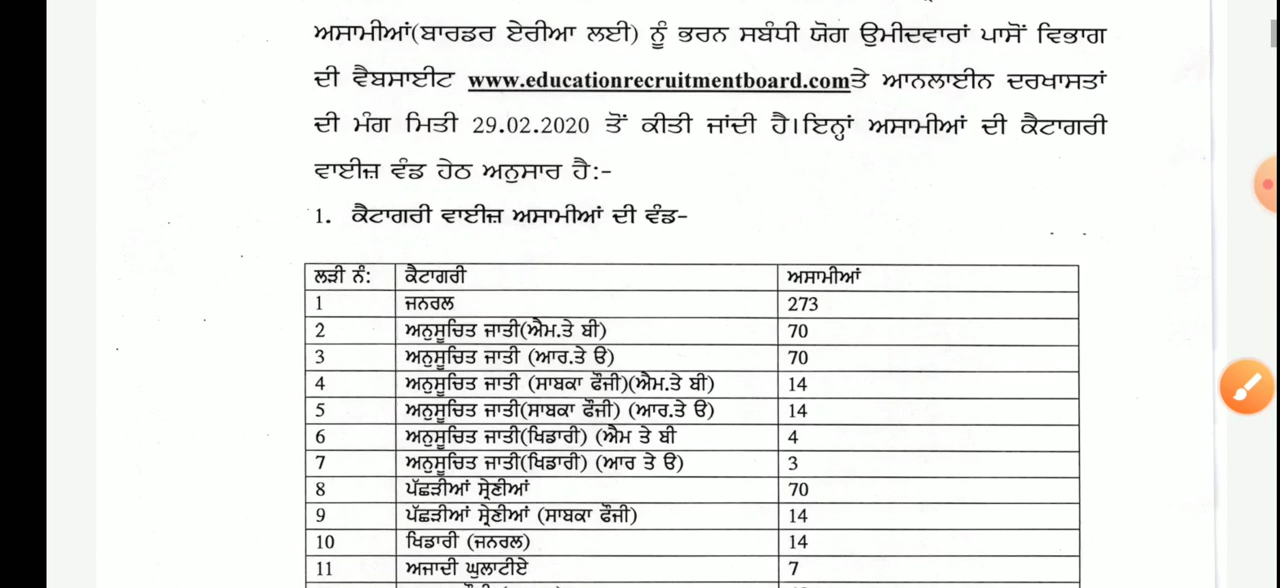 ਅਸਾਮੀਆਂ(ਬਾਰਡਰ ਏਰੀਆ ਲਈ) ਨੂੰ ਭਰਨ ਸਬੰਧੀ ਯੋਗ ਉਮੀਦਵਾਰਾਂ ਪਾਸੋਂ ਵਿਭਾਗ
ਦੀ ਵੈਬਸਾਈਟ www.educationrecruitmentboard.comਤੇ ਆਨਲਾਈਨ ਦਰਖਾਸਤਾਂ
ਦੀ ਮੰਗ ਮਿਤੀ 29.02.2020 ਤੋਂ ਕੀਤੀ ਜਾਂਦੀ ਹੈ।ਇਨ੍ਹਾਂ ਅਸਾਮੀਆਂ ਦੀ ਕੈਟਾਗਰੀ
ਵਾਈਜ਼ ਵੰਡ ਹੇਠ ਅਨੁਸਾਰ ਹੈ:-
1. ਕੈਟਾਗਰੀ ਵਾਈਜ਼ ਅਸਾਮੀਆਂ ਦੀ ਵੰਡ-
ਲੜੀ ਨੰ: ਕੈਟਾਗਰੀ ਅਸਾਮੀਆਂ
1 ਜਨਰਲ 273
2 ਅਨੁਸੂਚਿਤ ਜਾਤੀ(ਐਮ.ਤੇ ਬੀ) 70
3 ਅਨੁਸੂਚਿਤ ਜਾਤੀ (ਆਰ.ਤੇ ੳ) 70
4 ਅਨੁਸੂਚਿਤ ਜਾਤੀ (ਸਾਬਕਾ ਫੌਜੀ)(ਐਮ.ਤੇ ਬੀ) 14
5 ਅਨੁਸੂਚਿਤ ਜਾਤੀ(ਸਾਬਕਾ ਫੌਜੀ) (ਆਰ.ਤੇ ੳ) 14
6 ਅਨੁਸੂਚਿਤ ਜਾਤੀ(ਖਿਡਾਰੀ) (ਐਮ ਤੇ ਬੀ 4
7 ਅਨੁਸੂਚਿਤ ਜਾਤੀ(ਖਿਡਾਰੀ) (ਆਰ ਤੇ ੳ) 3
8 ਪੱਛੜੀਆਂ ਸ੍ਰੇਣੀਆਂ 70
9 ਪੱਛੜੀਆਂ ਸ੍ਰੇਣੀਆਂ (ਸਾਬਕਾ ਫੌਜੀ) 14
10 ਖਿਡਾਰੀ (ਜਨਰਲ) 14
11 ਅਜਾਦੀ ਘੁਲਾਟੀਏ 7